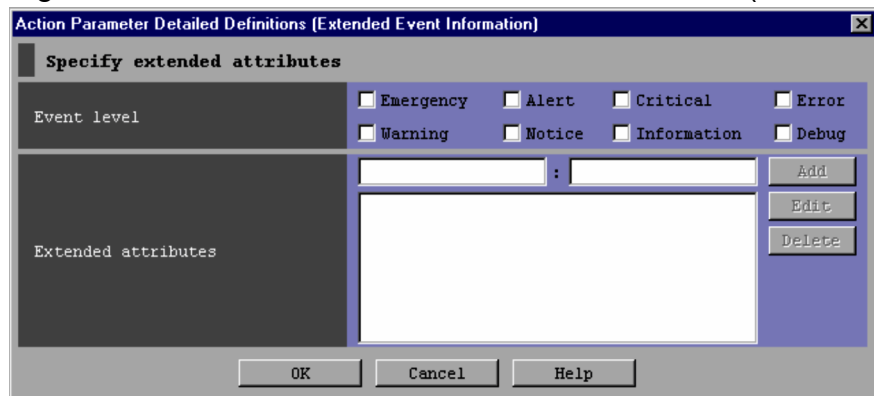 Action Parameter Detailed Definitions (Extended Event Information)
Specify extended attributes
Event level
Emergency Alert Critical Error
Warning Notice Information Debug
: Add
Edit
Delete
Extended attributes
OK Cancel Help